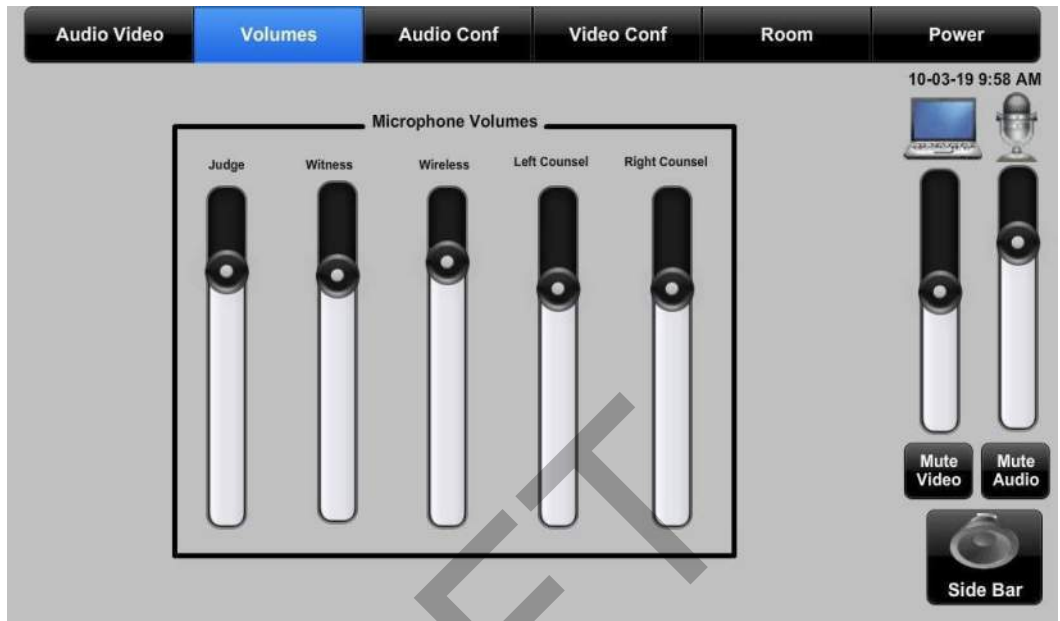 Audio Video
Volumes
Audio Conf
Video Conf
Room
Power
10-03-19 9:58 AM
Microphone Volumes
Judge
Witness
Wireless
Left Counsel
Right Counsel
Mute
Video
Mute
Audio
Side Bar